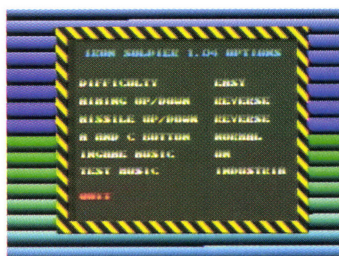 IRON SOLDIER 1.04 OPTIONS
DIFFICULTY EASY
AIMING UP/DOWN REVERSE
MISSILE UP/DOWN REVERSE
A AND C BUTTON NORMAL
INGAME MUSIC ON
TEST MUSIC INDUSTRIA
QUIT